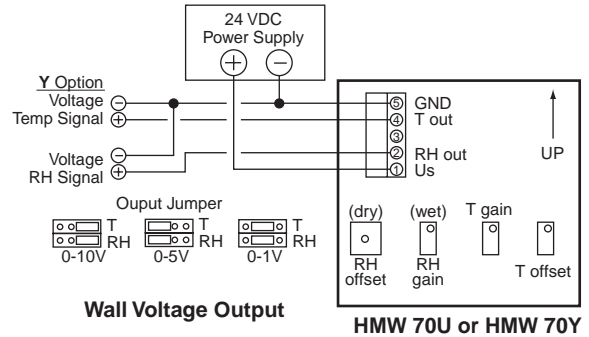 24 VDC
Power Supply
+ −
Y Option
Voltage −
Temp Signal +
Voltage −
RH Signal +
5 GND
4 T out
3
2 RH out
1 Us
UP
Ouput Jumper
T
RH
0-10V
T
RH
0-5V
T
RH
0-1V
(dry)
RH
offset
(wet)
RH
gain
T gain
T offset
Wall Voltage Output
HMW 70U or HMW 70Y